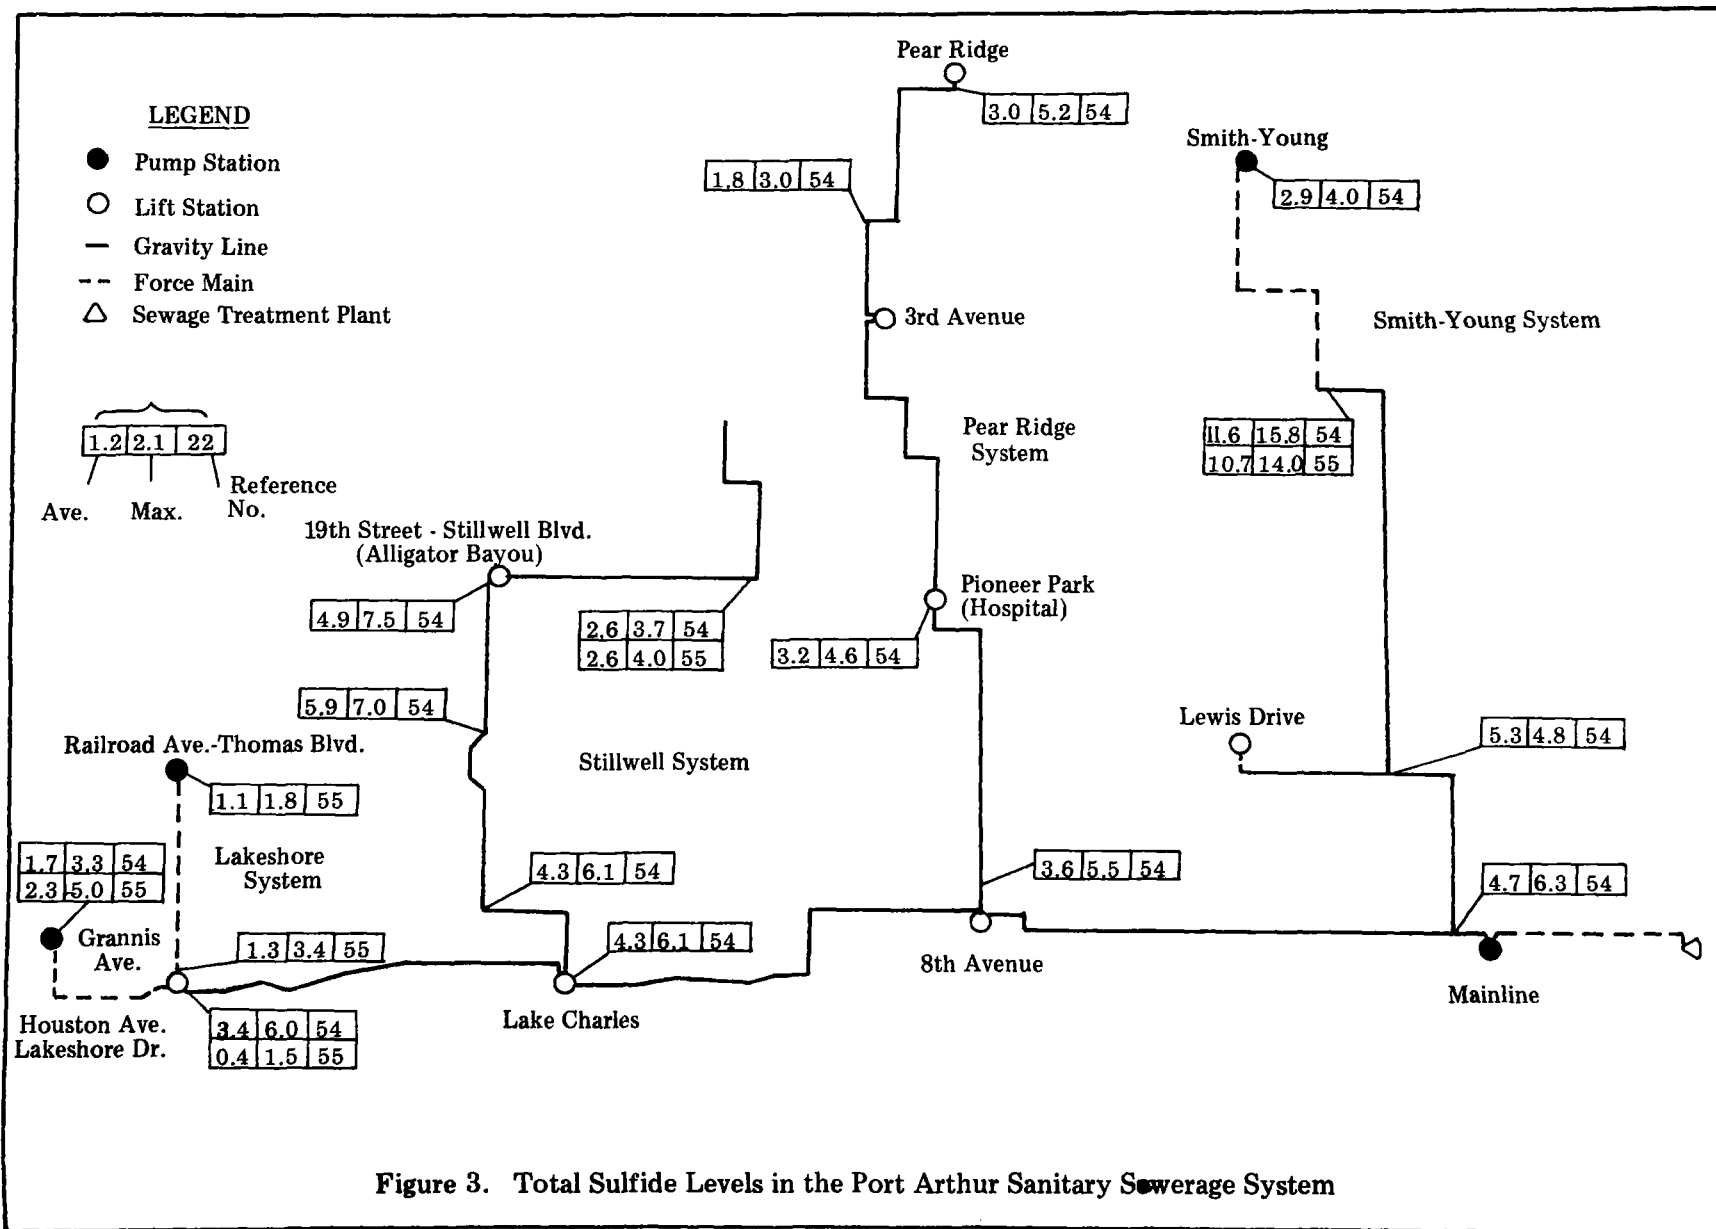 Pear Ridge
3.0 5.2 54
LEGEND
Pump Station
Lift Station
Gravity Line
Force Main
Sewage Treatment Plant
Smith-Young
2.9 4.0 54
1.8 3.0 54
3rd Avenue
Smith-Young System
1.2 2.1 22
Ave. Max. Reference
No.
Pear Ridge
System
11.6 15.8 54
10.7 14.0 55
19th Street - Stillwell Blvd.
(Alligator Bayou)
4.9 7.5 54
2.6 3.7 54
2.6 4.0 55
Pioneer Park
(Hospital)
3.2 4.6 54
5.9 7.0 54
Railroad Ave.-Thomas Blvd.
1.1 1.8 55
Stillwell System
Lewis Drive
5.3 4.8 54
1.7 3.3 54
2.3 5.0 55
Lakeshore
System
4.3 6.1 54
3.6 5.5 54
4.7 6.3 54
Grannis
Ave.
1.3 3.4 55
4.3 6.1 54
8th Avenue
Mainline
Houston Ave.
Lakeshore Dr.
3.4 6.0 54
0.4 1.5 55
Lake Charles
Figure 3. Total Sulfide Levels in the Port Arthur Sanitary Sewerage System